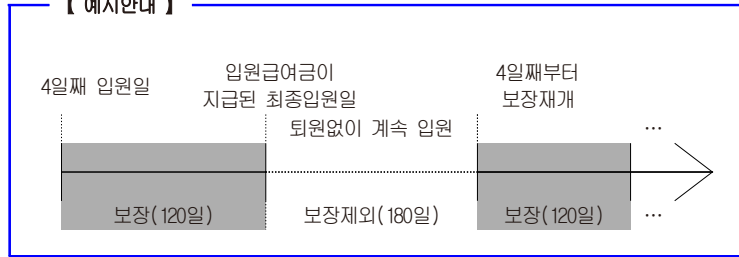 【 예시안내 】
4일째 입원일
입원급여금이
지급된 최종입원일
4일째부터
보장재개
퇴원없이 계속 입원
…
보장(120일)
보장제외(180일)
보장(120일)
…